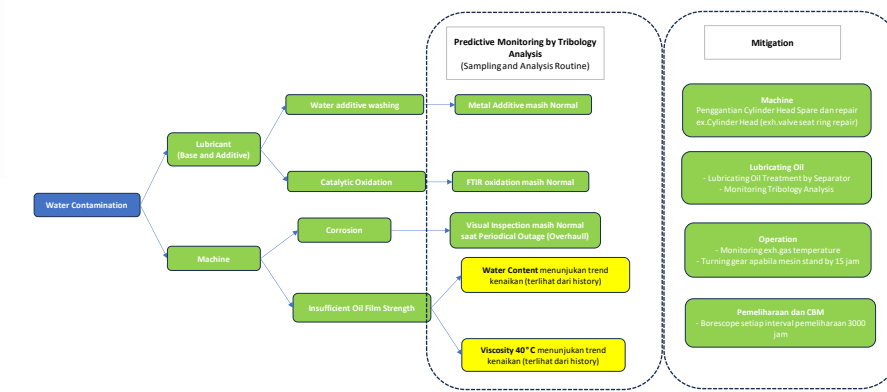 Predictive Monitoring by Tribology
Analysis
(Sampling and Analysis Routine)
Mitigation
Water additive washing
Metal Additive masih Normal
Machine
Penggantian Cylinder Head Spare dan repair
ex.Cylinder Head (exh.valve seat ring repair)
Lubricant
(Base and Additive)
Catalytic Oxidation
FTIR oxidation masih Normal
Lubricating Oil
- Lubricating Oil Treatment by Separator
- Monitoring Tribology Analysis
Water Contamination
Corrosion
Visual Inspection masih Normal
saat Periodical Outage (Overhaull)
Operation
- Monitoring exh.gas temperature
- Turning gear apabila mesin stand by 15 jam
Machine
Water Content menunjukan trend
kenaikan (terlihat dari history)
Insufficient Oil Film Strength
Pemeliharaan dan CBM
- Borescope setiap interval pemeliharaan 3000
jam
Viscosity 40°C menunjukan trend
kenaikan (terlihat dari history)